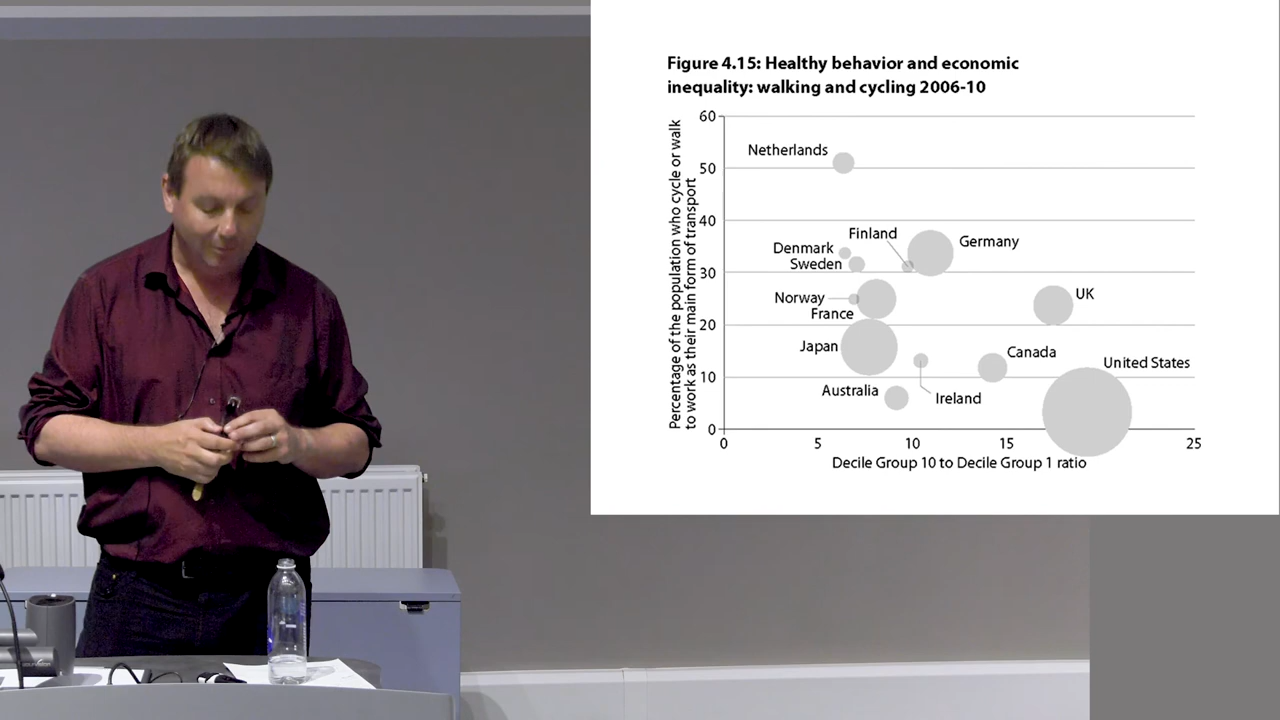 Figure 4.15: Healthy behavior and economic
inequality: walking and cycling 2006-10
Percentage of the population who cycle or walk
to work as their main form of transport
60
50
40
30
20
10
0
Netherlands
Finland
Germany
Denmark
Sweden
Norway
UK
France
Japan
Canada
United States
Australia
Ireland
0
5
10
15
25
Decile Group 10 to Decile Group 1 ratio